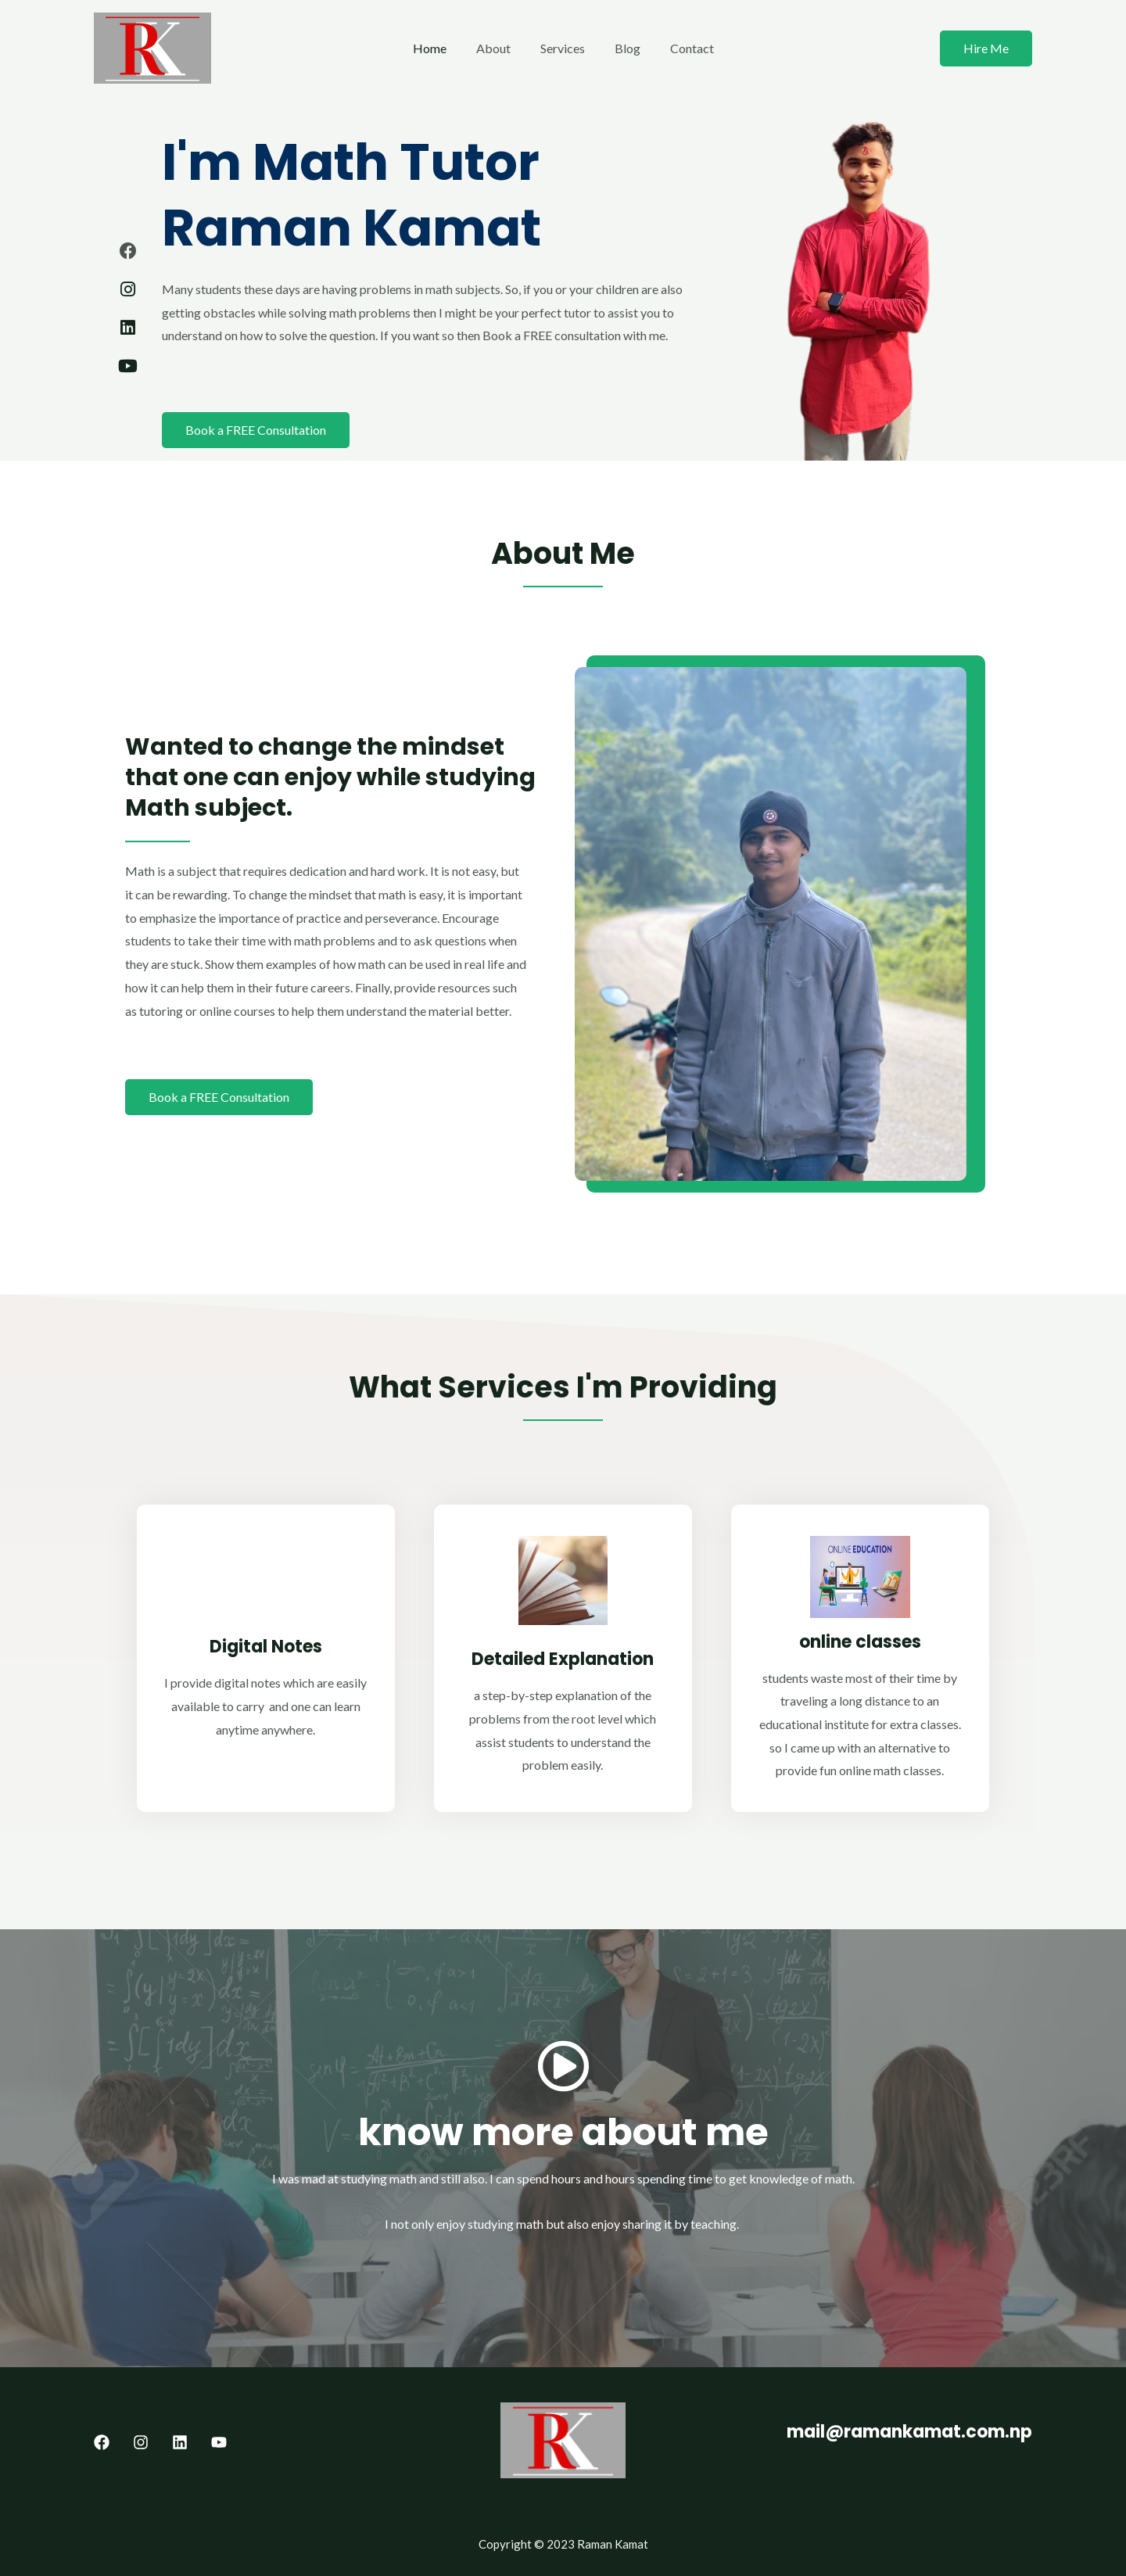 RK
Home
About
Services
Blog
Contact
Hire Me
I'm Math Tutor
Raman Kamat
Many students these days are having problems in math subjects. So, if you or your children are also
getting obstacles while solving math problems then I might be your perfect tutor to assist you to
understand on how to solve the question. If you want so then Book a FREE consultation with me.
Book a FREE Consultation
About Me
Wanted to change the mindset
that one can enjoy while studying
Math subject.
Math is a subject that requires dedication and hard work. It is not easy, but
it can be rewarding. To change the mindset that math is easy, it is important
to emphasize the importance of practice and perseverance. Encourage
students to take their time with math problems and to ask questions when
they are stuck. Show them examples of how math can be used in real life and
how it can help them in their future careers. Finally, provide resources such
as tutoring or online courses to help them understand the material better.
Book a FREE Consultation
What Services I'm Providing
Digital Notes
I provide digital notes which are easily
available to carry  and one can learn
anytime anywhere.
Detailed Explanation
a step-by-step explanation of the
problems from the root level which
assist students to understand the
problem easily.
ONLINE EDUCATION
online classes
students waste most of their time by
traveling a long distance to an
educational institute for extra classes.
so I came up with an alternative to
provide fun online math classes.
know more about me
I was mad at studying math and still also. I can spend hours and hours spending time to get knowledge of math.
I not only enjoy studying math but also enjoy sharing it by teaching.
RK
mail@ramankamat.com.np
Copyright © 2023 Raman Kamat